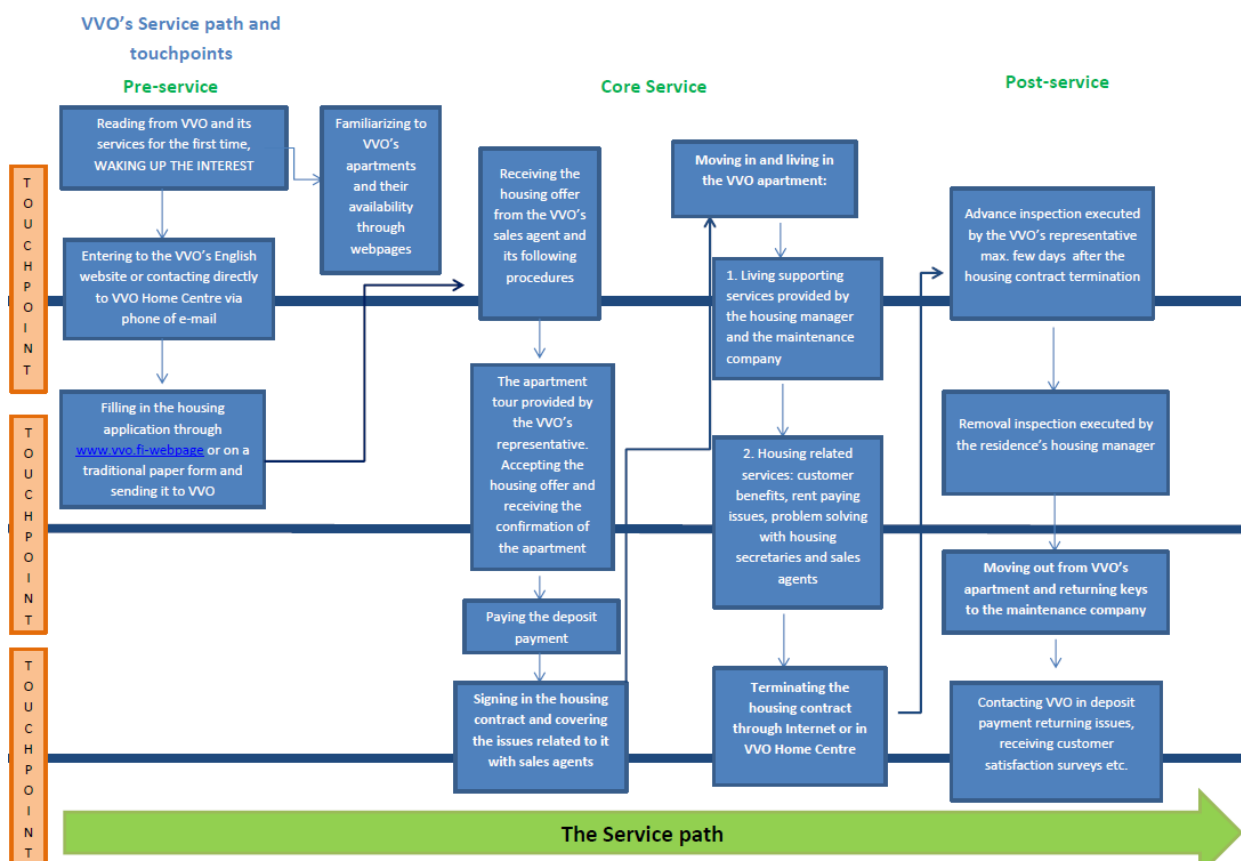 VVO's Service path and
touchpoints
Pre-service
Core Service
Post-service
T
O
U
C
H
P
O
I
N
T
T
O
U
C
H
P
O
I
N
T
T
O
U
C
H
P
O
I
N
T
Reading from VVO and its
services for the first time,
WAKING UP THE INTEREST
Familiarizing to
VVO's
apartments
and their
availability
through
webpages
Entering to the VVO's English
website or contacting directly
to VVO Home Centre via
phone of e-mail
Filling in the housing
application through
www.vvo.fi-webpage or on a
traditional paper form and
sending it to VVO
Receiving the
housing offer
from the VVO's
sales agent and
its following
procedures
The apartment
tour provided by
the VVO's
representative.
Accepting the
housing offer and
receiving the
confirmation of
the apartment
Paying the deposit
payment
Signing in the housing
contract and covering
the issues related to it
with sales agents
Moving in and living in
the VVO apartment:
1. Living supporting
services provided by
the housing manager
and the maintenance
company
2. Housing related
services: customer
benefits, rent paying
issues, problem solving
with housing
secretaries and sales
agents
Terminating the
housing contract
through Internet or in
VVO Home Centre
Advance inspection executed
by the VVO's representative
max. few days after the
housing contract termination
Removal inspection executed by
the residence's housing manager
Moving out from VVO's
apartment and returning keys
to the maintenance company
Contacting VVO in deposit
payment returning issues,
receiving customer
satisfaction surveys etc.
The Service path